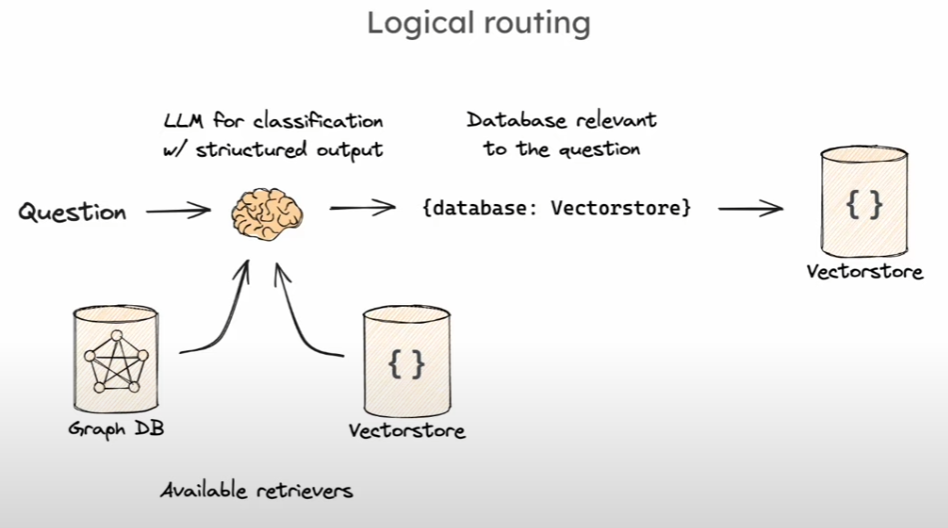 Logical routing
LLM for classification
w/ structured output
Database relevant
to the question
Question
{database: Vectorstore}
{ }
Vectorstore
{ }
Graph DB
Vectorstore
Available retrievers